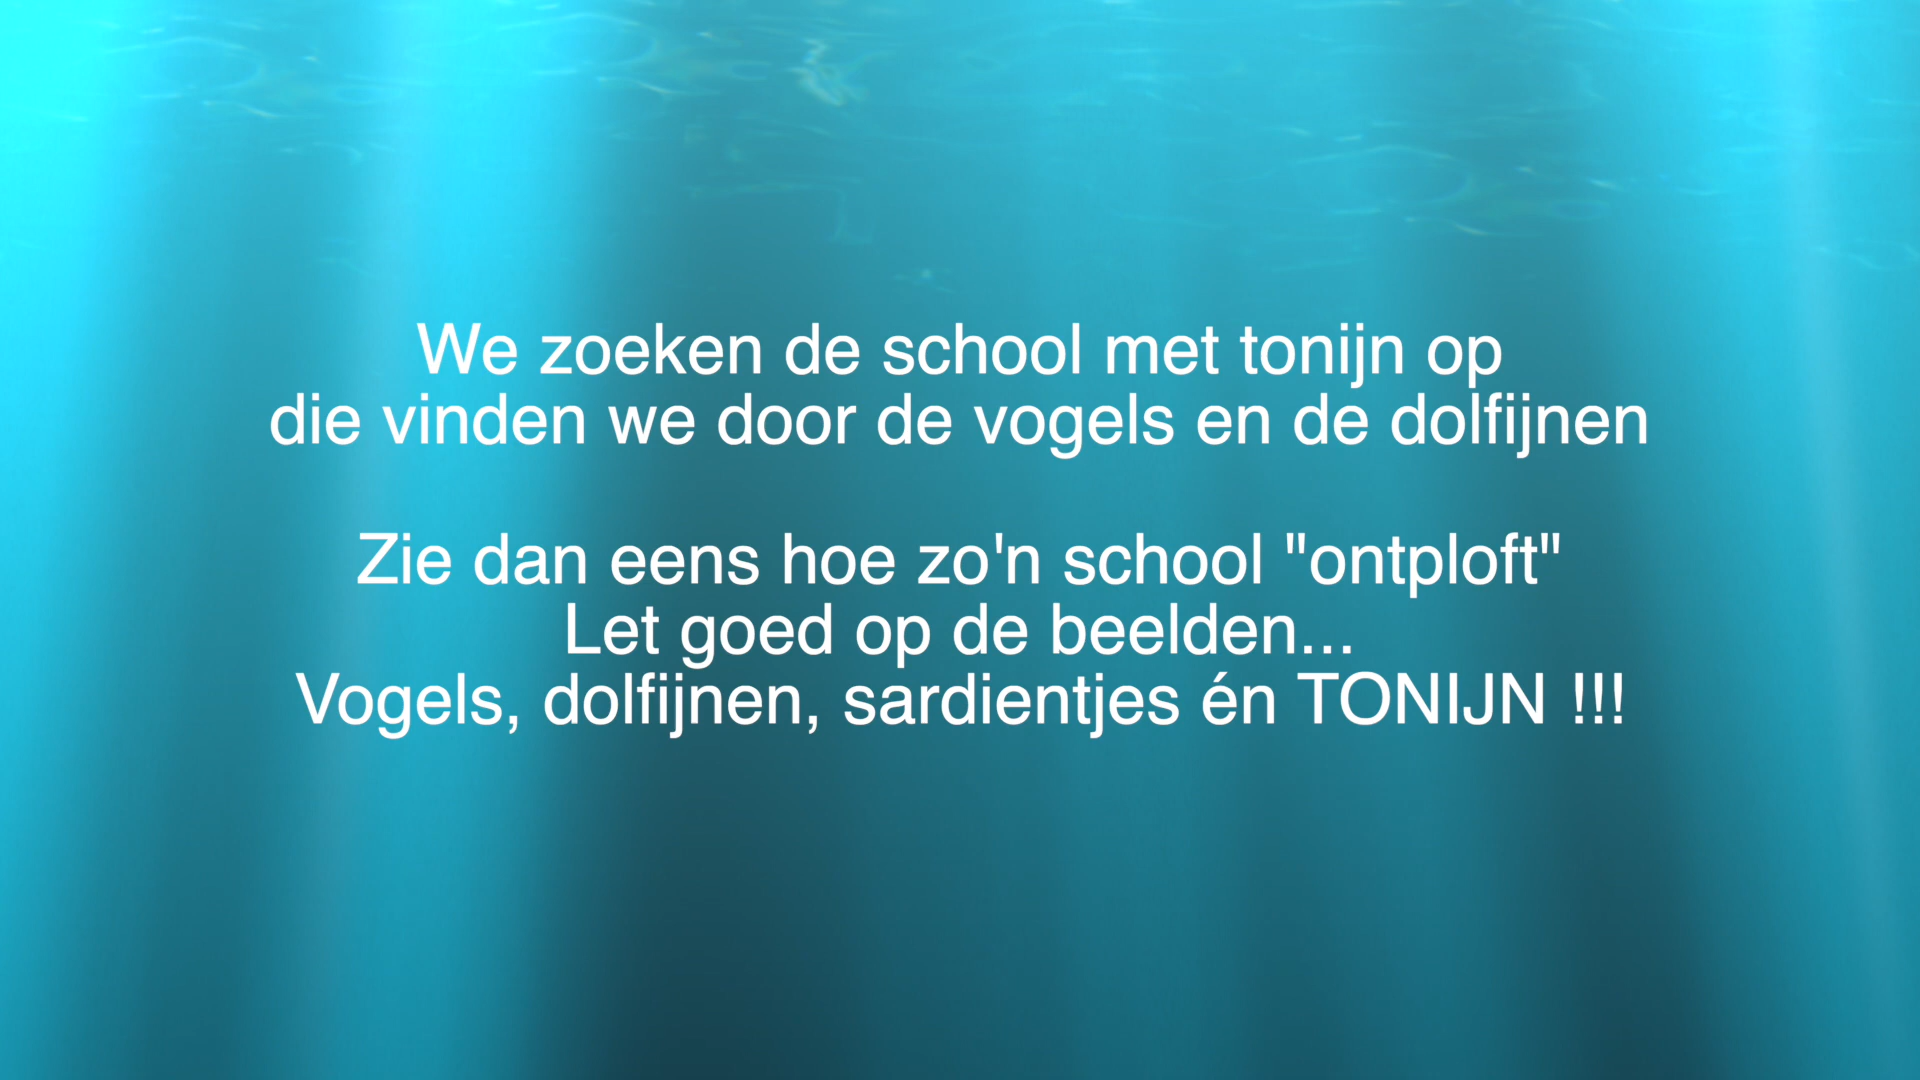 We zoeken de school met tonijn op
die vinden we door de vogels en de dolfijnen
Zie dan eens hoe zo'n school "ontploft"
Let goed op de beelden...
Vogels, dolfijnen, sardientjes én TONIJN !!!